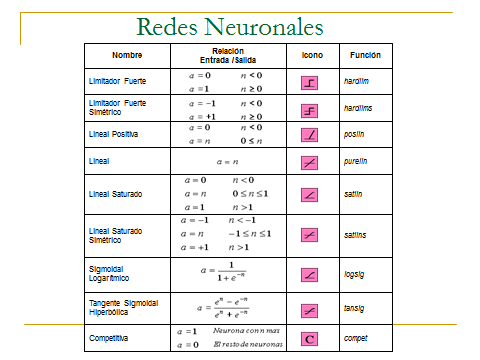 Redes Neuronales
Nombre Relación Entrada /Salida Icono Función
Limitador Fuerte a = 0 n < 0 hardlim
a = 1 n ≥ 0
Limitador Fuerte Simétrico a = −1 n < 0 hardlims
a = +1 n ≥ 0
Lineal Positiva a = 0 n < 0 poslin
a = n 0 ≤ n
Lineal a = n purelin
Lineal Saturado a = 0 n < 0 satlin
a = n 0 ≤ n ≤ 1
a = 1 n > 1
Lineal Saturado Simétrico a = −1 n < −1 satlins
a = n −1 ≤ n ≤ 1
a = +1 n > 1
Sigmoidal Logarítmico a = 1 / 1 + e^−n logsig
Tangente Sigmoidal Hiperbólica a = e^n − e^−n / e^n + e^−n tansig
Competitiva a = 1 Neurona con n max C compet
a = 0 El resto de neuronas